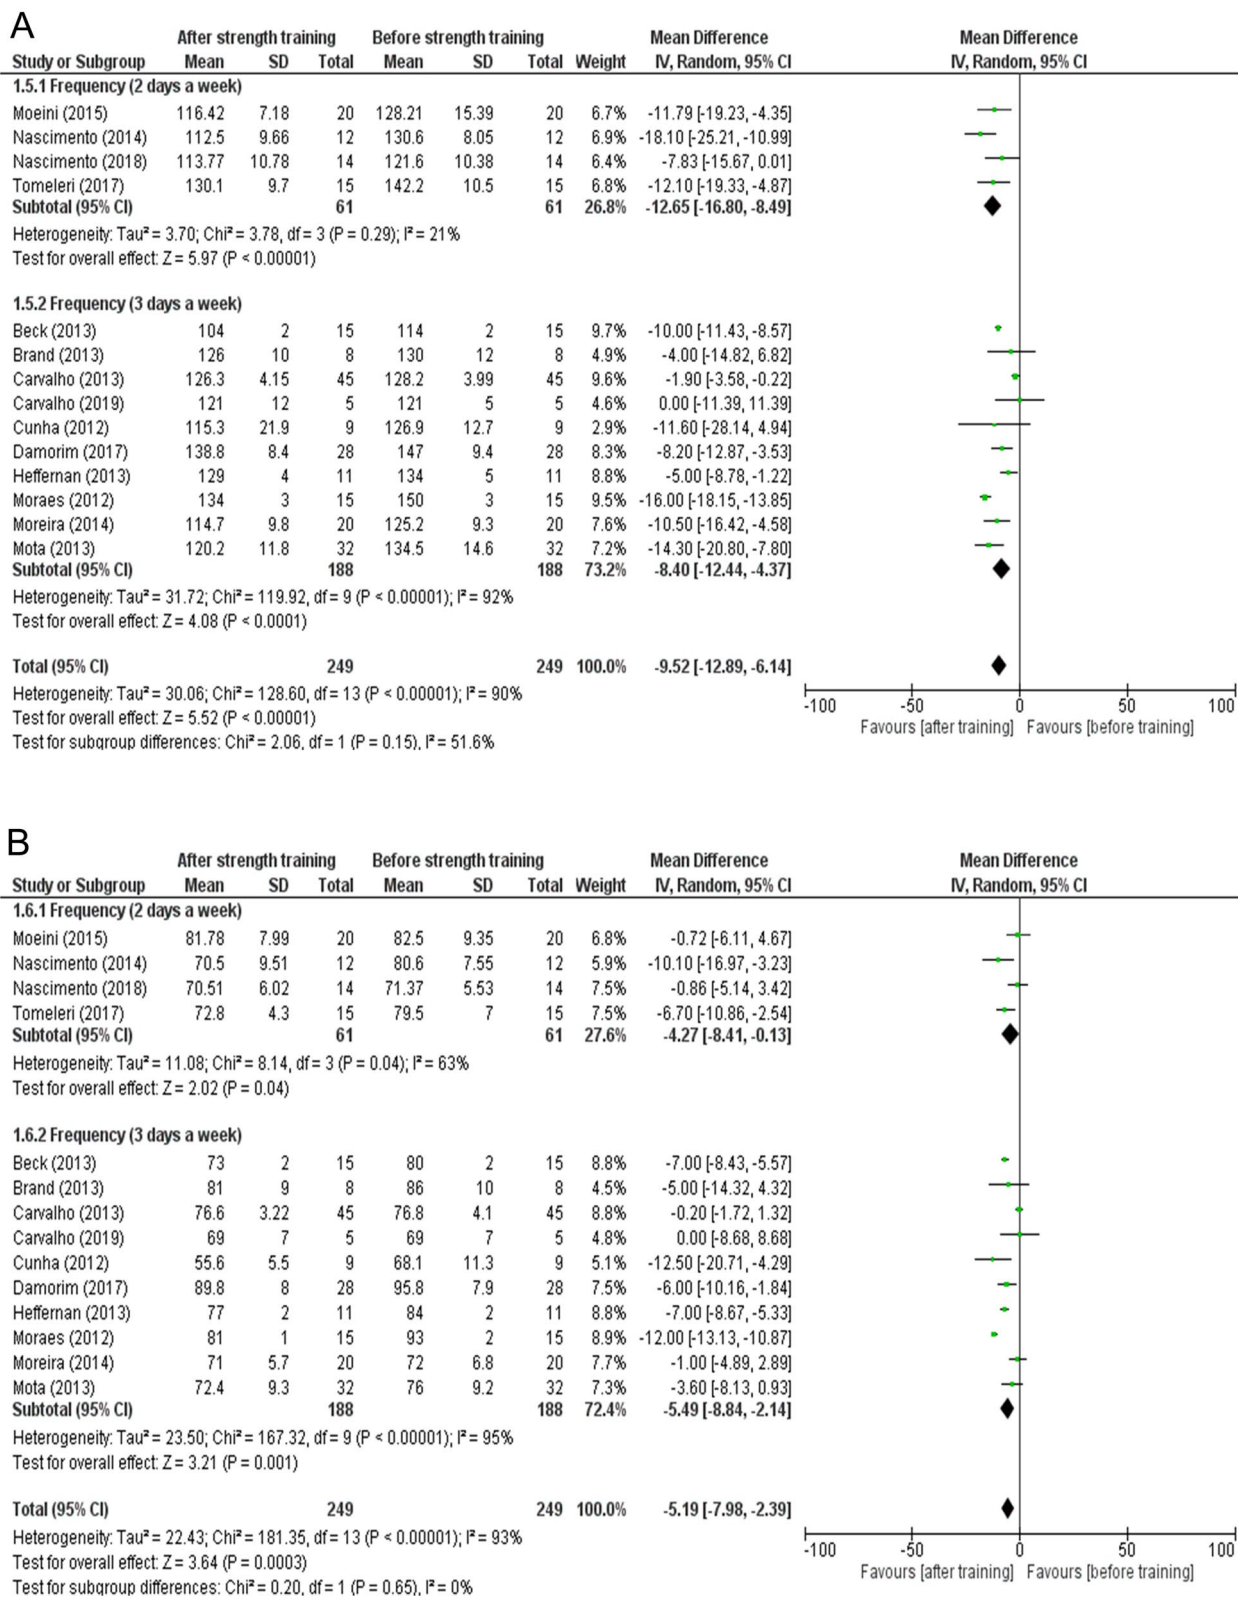 A
After strength training Before strength training Mean Difference Mean Difference
Study or Subgroup Mean SD Total Mean SD Total Weight IV, Random, 95% CI IV, Random, 95% CI
1.5.1 Frequency (2 days a week)
Moeini (2015) 116.42 7.18 20 128.21 15.39 20 6.7% -11.79 [-19.23, -4.35]
Nascimento (2014) 112.5 9.66 12 130.6 8.05 12 6.9% -18.10 [-25.21, -10.99]
Nascimento (2018) 113.77 10.78 14 121.6 10.38 14 6.4% -7.83 [-15.67, 0.01]
Tomeleri (2017) 130.1 9.7 15 142.2 10.5 15 6.8% -12.10 [-19.33, -4.87]
Subtotal (95% CI) 61 61 26.8% -12.65 [-16.80, -8.49]
Heterogeneity: Tau² = 3.70; Chi² = 3.78, df = 3 (P = 0.29); I² = 21%
Test for overall effect: Z = 5.97 (P < 0.00001)
1.5.2 Frequency (3 days a week)
Beck (2013) 104 2 15 114 2 15 9.7% -10.00 [-11.43, -8.57]
Brand (2013) 126 10 8 130 12 8 4.9% -4.00 [-14.82, 6.82]
Carvalho (2013) 126.3 4.15 45 128.2 3.99 45 9.6% -1.90 [-3.58, -0.22]
Carvalho (2019) 121 12 5 121 5 5 4.6% 0.00 [-11.39, 11.39]
Cunha (2012) 115.3 21.9 9 126.9 12.7 9 2.9% -11.60 [-28.14, 4.94]
Damorim (2017) 138.8 8.4 28 147 9.4 28 8.3% -8.20 [-12.87, -3.53]
Heffernan (2013) 129 4 11 134 5 11 8.8% -5.00 [-8.78, -1.22]
Moraes (2012) 134 3 15 150 3 15 9.5% -16.00 [-18.15, -13.85]
Moreira (2014) 114.7 9.8 20 125.2 9.3 20 7.6% -10.50 [-16.42, -4.58]
Mota (2013) 120.2 11.8 32 134.5 14.6 32 7.2% -14.30 [-20.80, -7.80]
Subtotal (95% CI) 188 188 73.2% -8.40 [-12.44, -4.37]
Heterogeneity: Tau² = 31.72; Chi² = 119.92, df = 9 (P < 0.00001); I² = 92%
Test for overall effect: Z = 4.08 (P < 0.0001)
Total (95% CI) 249 249 100.0% -9.52 [-12.89, -6.14]
Heterogeneity: Tau² = 30.06; Chi² = 128.60, df = 13 (P < 0.00001); I² = 90%
Test for overall effect: Z = 5.52 (P < 0.00001)
Test for subgroup differences: Chi² = 2.06, df = 1 (P = 0.15), I² = 51.6%
-100 -50 0 50 100
Favours [after training] Favours [before training]
B
After strength training Before strength training Mean Difference Mean Difference
Study or Subgroup Mean SD Total Mean SD Total Weight IV, Random, 95% CI IV, Random, 95% CI
1.6.1 Frequency (2 days a week)
Moeini (2015) 81.78 7.99 20 82.5 9.35 20 6.8% -0.72 [-6.11, 4.67]
Nascimento (2014) 70.5 9.51 12 80.6 7.55 12 5.9% -10.10 [-16.97, -3.23]
Nascimento (2018) 70.51 6.02 14 71.37 5.53 14 7.5% -0.86 [-5.14, 3.42]
Tomeleri (2017) 72.8 4.3 15 79.5 7 15 7.5% -6.70 [-10.86, -2.54]
Subtotal (95% CI) 61 61 27.6% -4.27 [-8.41, -0.13]
Heterogeneity: Tau² = 11.08; Chi² = 8.14, df = 3 (P = 0.04); I² = 63%
Test for overall effect: Z = 2.02 (P = 0.04)
1.6.2 Frequency (3 days a week)
Beck (2013) 73 2 15 80 2 15 8.8% -7.00 [-8.43, -5.57]
Brand (2013) 81 9 8 86 10 8 4.5% -5.00 [-14.32, 4.32]
Carvalho (2013) 76.6 3.22 45 76.8 4.1 45 8.8% -0.20 [-1.72, 1.32]
Carvalho (2019) 69 7 5 69 7 5 4.8% 0.00 [-8.68, 8.68]
Cunha (2012) 55.6 5.5 9 68.1 11.3 9 5.1% -12.50 [-20.71, -4.29]
Damorim (2017) 89.8 8 28 95.8 7.9 28 7.5% -6.00 [-10.16, -1.84]
Heffernan (2013) 77 2 11 84 2 11 8.8% -7.00 [-8.67, -5.33]
Moraes (2012) 81 1 15 93 2 15 8.9% -12.00 [-13.13, -10.87]
Moreira (2014) 71 5.7 20 72 6.8 20 7.7% -1.00 [-4.89, 2.89]
Mota (2013) 72.4 9.3 32 76 9.2 32 7.3% -3.60 [-8.13, 0.93]
Subtotal (95% CI) 188 188 72.4% -5.49 [-8.84, -2.14]
Heterogeneity: Tau² = 23.50; Chi² = 167.32, df = 9 (P < 0.00001); I² = 95%
Test for overall effect: Z = 3.21 (P = 0.001)
Total (95% CI) 249 249 100.0% -5.19 [-7.98, -2.39]
Heterogeneity: Tau² = 22.43; Chi² = 181.35, df = 13 (P < 0.00001); I² = 93%
Test for overall effect: Z = 3.64 (P = 0.0003)
Test for subgroup differences: Chi² = 0.20, df = 1 (P = 0.65), I² = 0%
-100 -50 0 50 100
Favours [after training] Favours [before training]